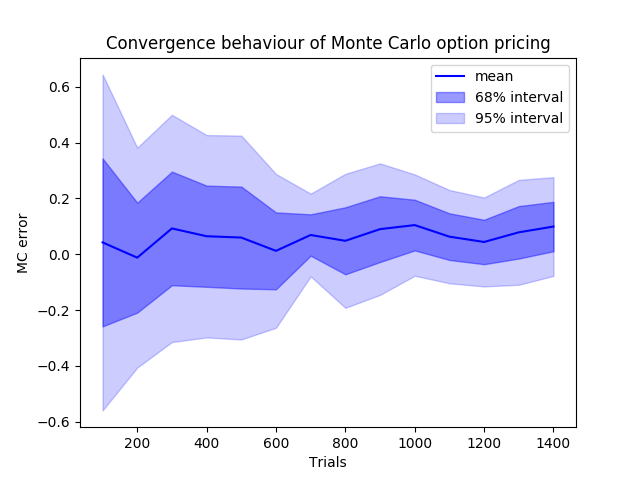 Convergence behaviour of Monte Carlo option pricing
mean
68% interval
95% interval
MC error
0.6
0.4
0.2
0.0
−0.2
−0.4
−0.6
200 400 600 800 1000 1200 1400
Trials